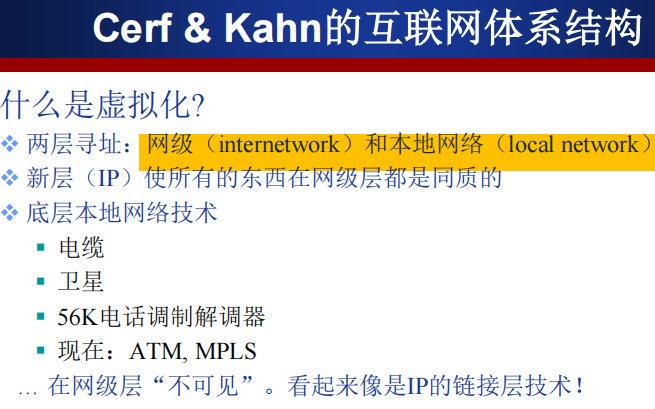 Cerf & Kahn的互联网体系结构
什么是虚拟化?
两层寻址：网级（internetwork）和本地网络（local network）
新层（IP）使所有的东西在网级层都是同质的
底层本地网络技术
电缆
卫星
56K电话调制解调器
现在：ATM, MPLS
… 在网级层“不可见”。看起来像是IP的链接层技术！